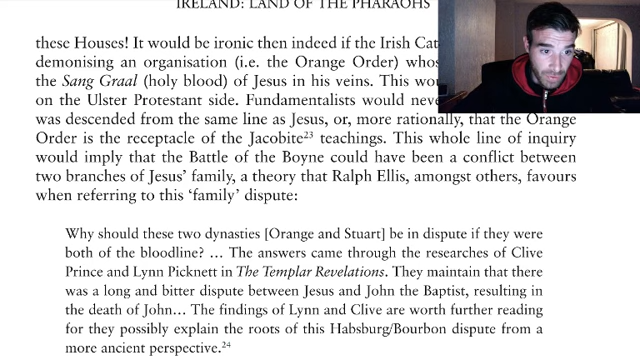 IRELAND: LAND OF THE PHARAOHS
these Houses! It would be ironic then indeed if the Irish Cat
demonising an organisation (i.e. the Orange Order) whos
the Sang Graal (holy blood) of Jesus in his veins. This wou
on the Ulster Protestant side. Fundamentalists would neve
was descended from the same line as Jesus, or, more rationally, that the Orange
Order is the receptacle of the Jacobite²³ teachings. This whole line of inquiry
would imply that the Battle of the Boyne could have been a conflict between
two branches of Jesus' family, a theory that Ralph Ellis, amongst others, favours
when referring to this 'family' dispute:
Why should these two dynasties [Orange and Stuart] be in dispute if they were
both of the bloodline? … The answers came through the researches of Clive
Prince and Lynn Picknett in The Templar Revelations. They maintain that there
was a long and bitter dispute between Jesus and John the Baptist, resulting in
the death of John… The findings of Lynn and Clive are worth further reading
for they possibly explain the roots of this Habsburg/Bourbon dispute from a
more ancient perspective.²⁴